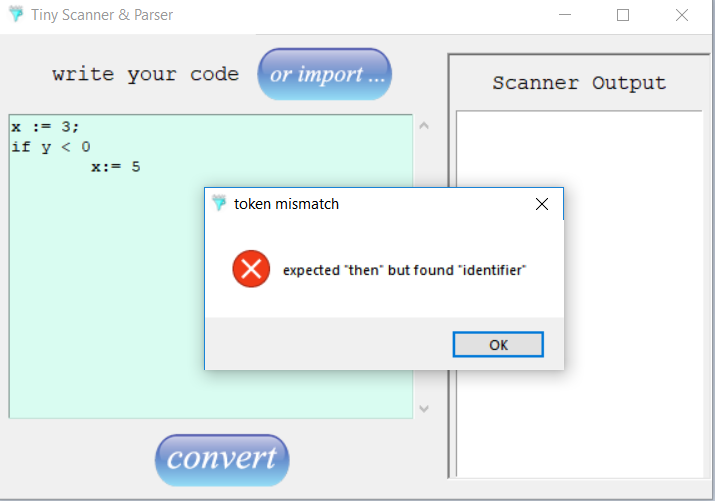 Tiny Scanner & Parser
write your code
or import ...
Scanner Output
x := 3;
if y < 0
x:= 5
token mismatch
expected "then" but found "identifier"
OK
convert